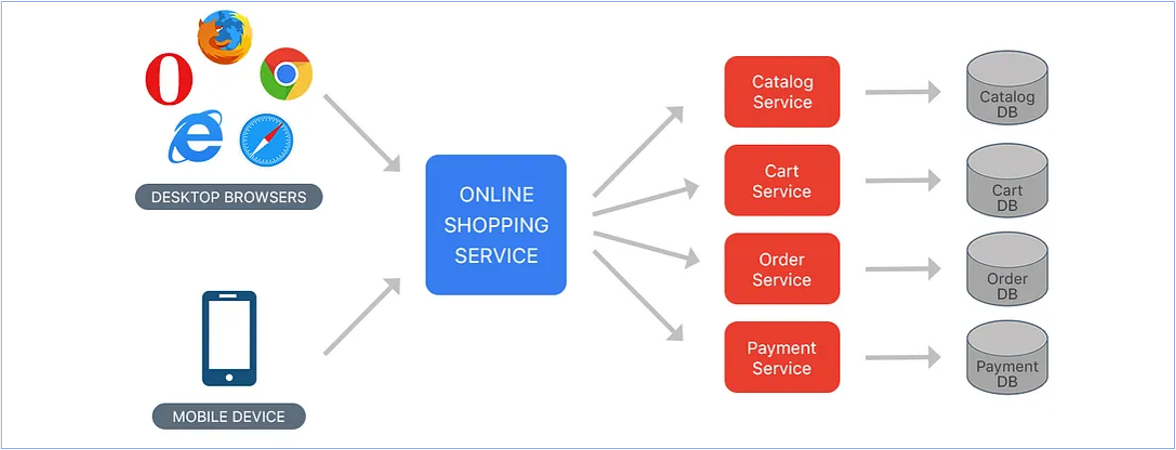 DESKTOP BROWSERS
MOBILE DEVICE
ONLINE
SHOPPING
SERVICE
Catalog
Service
Cart
Service
Order
Service
Payment
Service
Catalog
DB
Cart
DB
Order
DB
Payment
DB